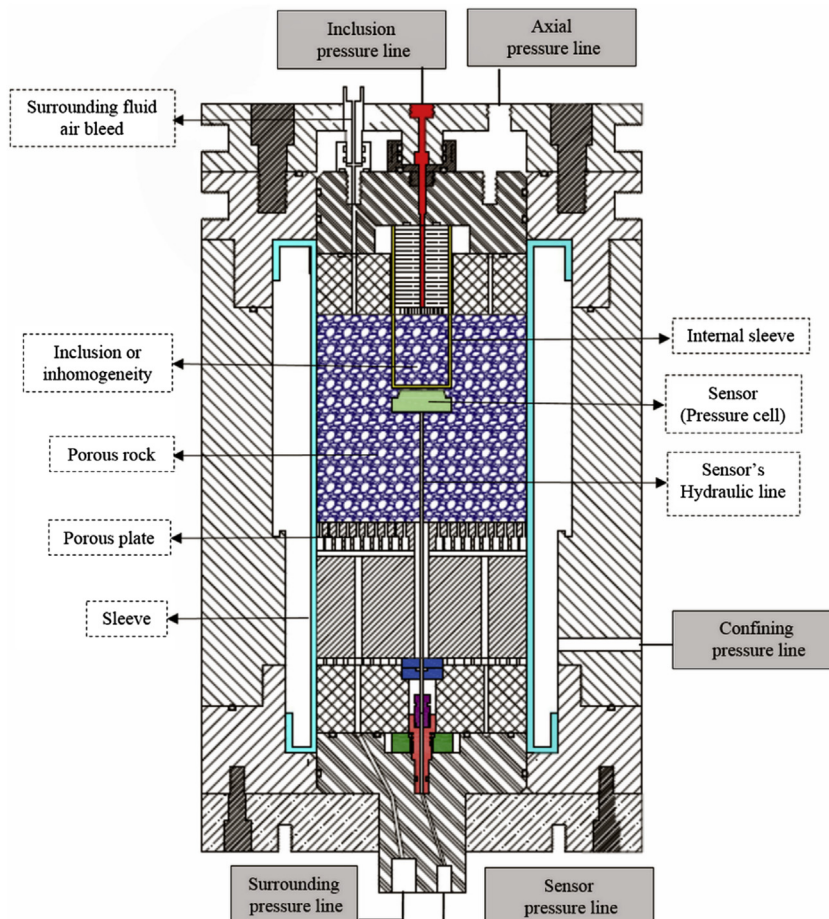 Inclusion
pressure line
Axial
pressure line
Surrounding fluid
air bleed
Internal sleeve
Inclusion or
inhomogeneity
Sensor
(Pressure cell)
Porous rock
Sensor’s
Hydraulic line
Porous plate
Sleeve
Confining
pressure line
Surrounding
pressure line
Sensor
pressure line